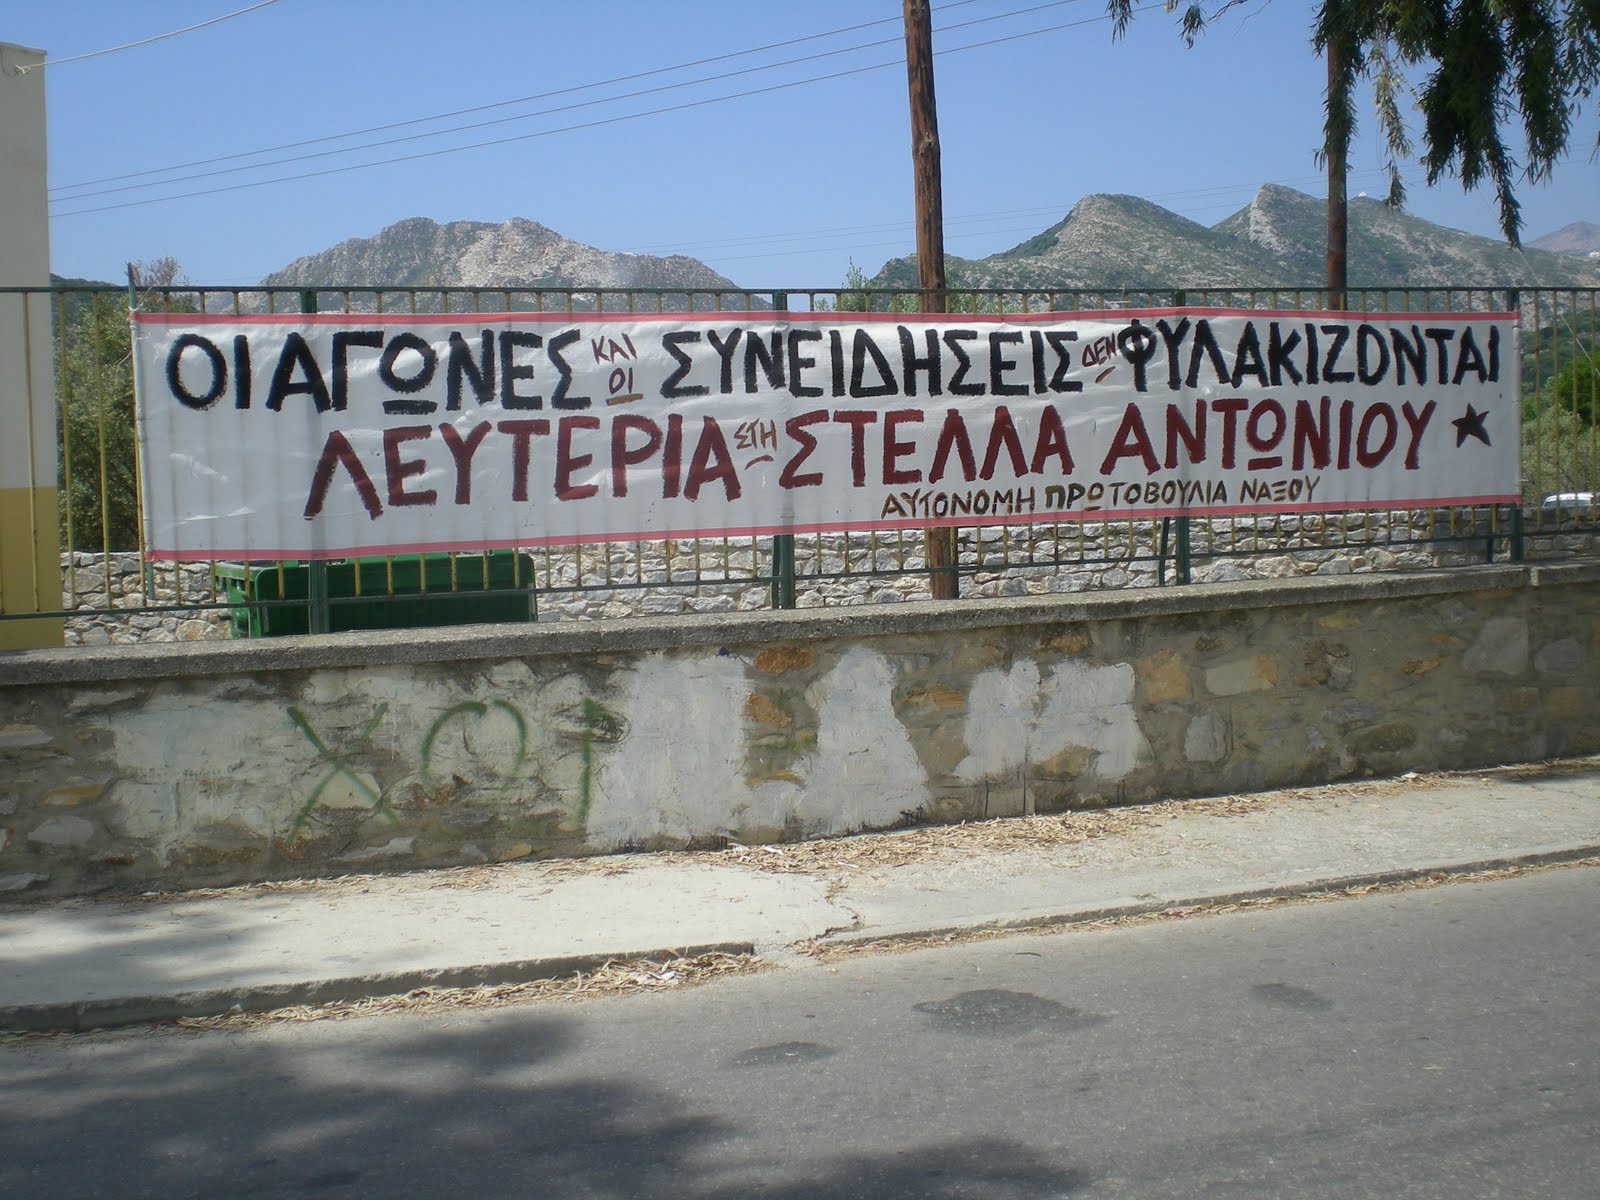 ΟΙ ΑΓΩΝΕΣ ΚΑΙ ΟΙ ΣΥΝΕΙΔΗΣΕΙΣ ΔΕΝ ΦΥΛΑΚΙΖΟΝΤΑΙ
ΛΕΥΤΕΡΙΑ ΣΤΗ ΣΤΕΛΛΑ ΑΝΤΩΝΙΟΥ
ΑΥΤΟΝΟΜΗ ΠΡΩΤΟΒΟΥΛΙΑ ΝΑΞΟΥ